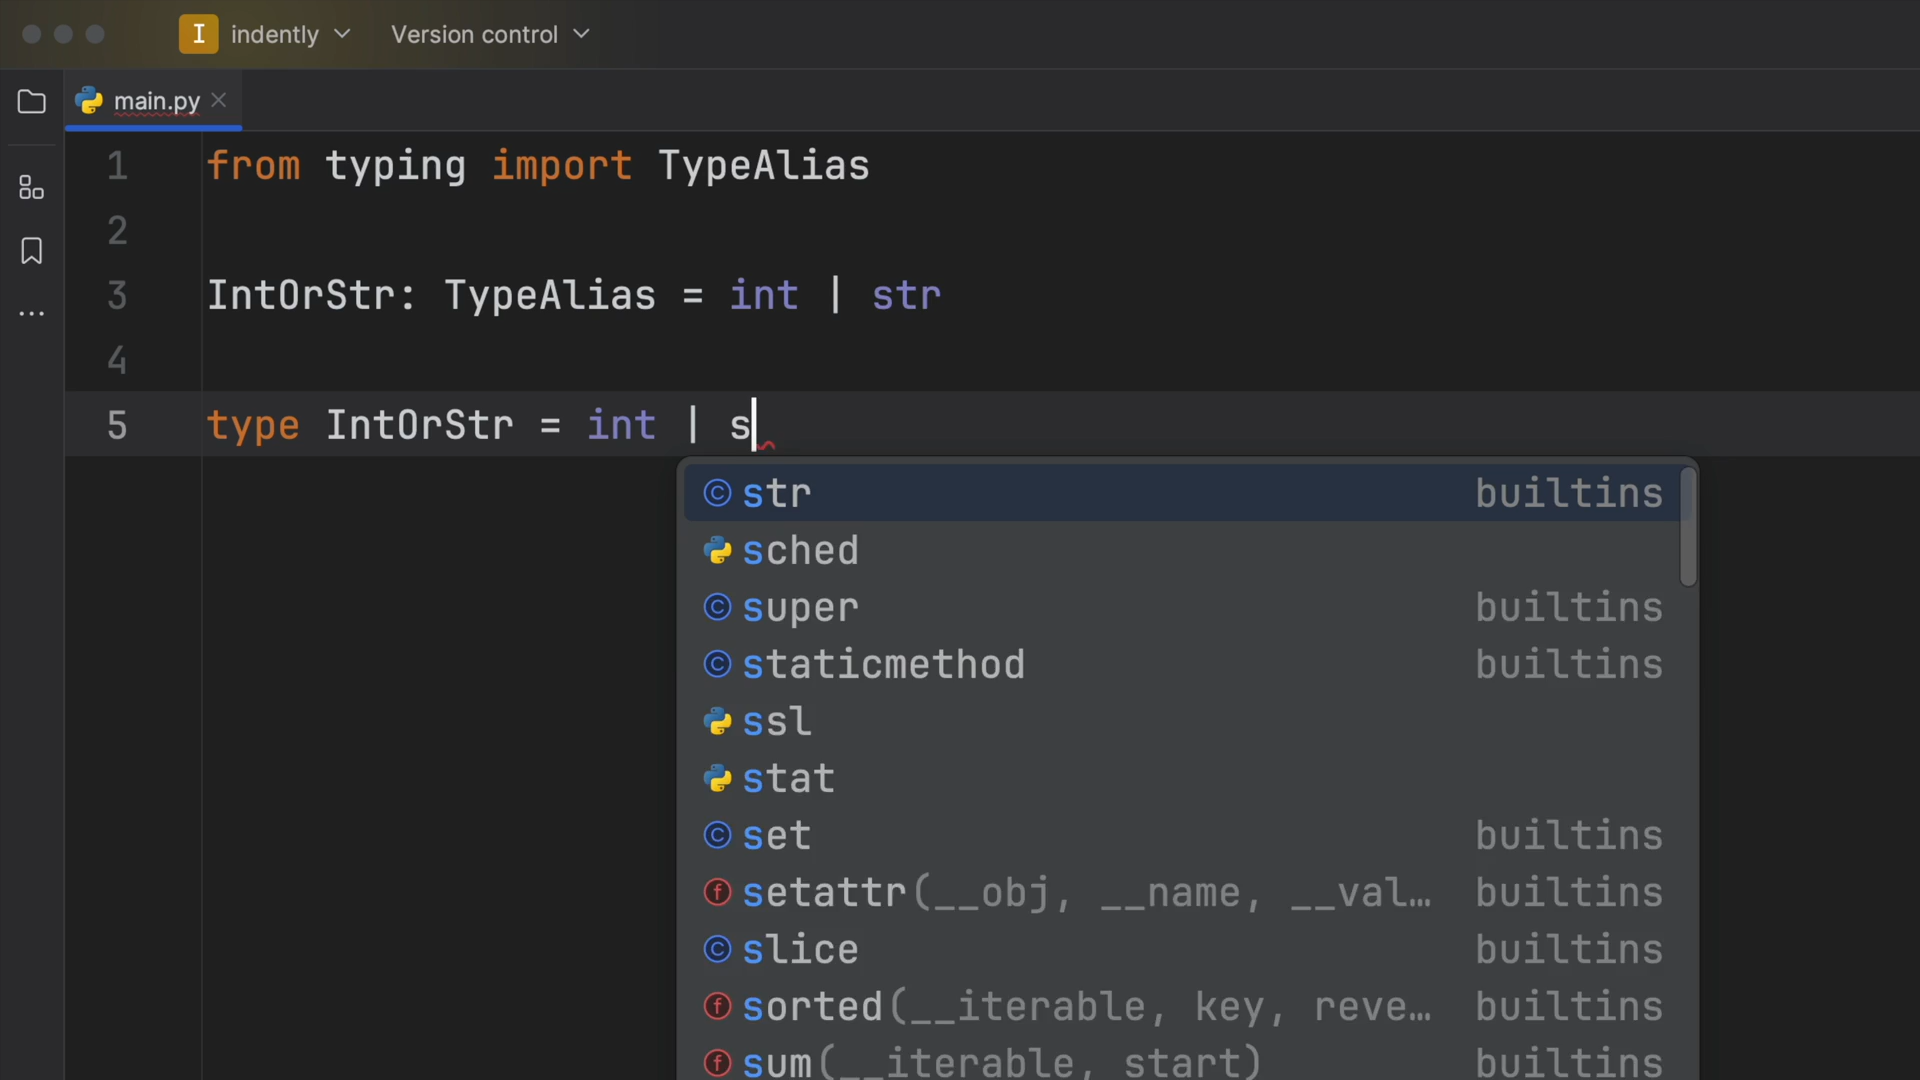 I indently Version control
main.py
1 from typing import TypeAlias
2
3 IntOrStr: TypeAlias = int | str
4
5 type IntOrStr = int | s
str builtins
sched
super builtins
staticmethod builtins
ssl
stat
set builtins
setattr(__obj, __name, __val… builtins
slice builtins
sorted(__iterable, key, reve… builtins
sum(__iterable, start) builtins